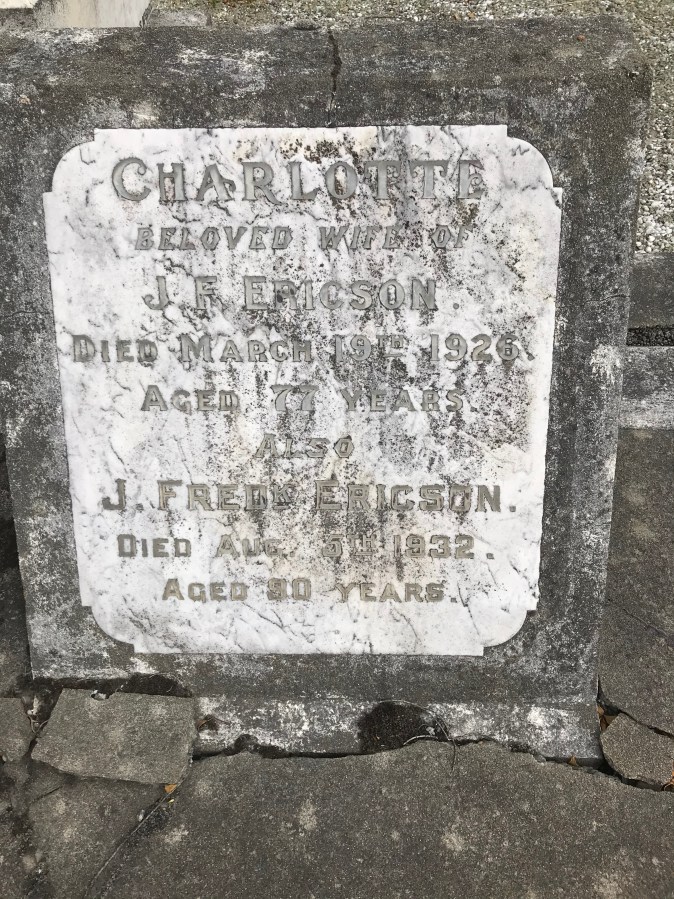 CHARLOTTE
BELOVED WIFE OF
J. F. ERICSON.
DIED MARCH 19TH 1926.
AGED 77 YEARS.
ALSO
J. FREDK ERICSON.
DIED AUG. 5TH 1932.
AGED 90 YEARS.